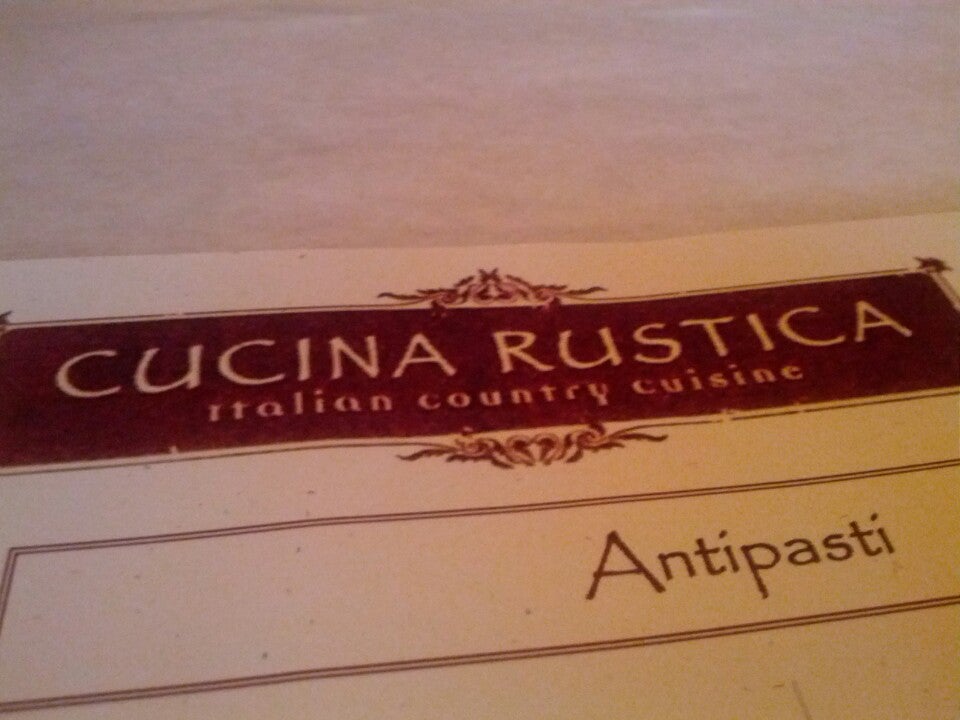 CUCINA RUSTICA
Italian country cuisine
Antipasti